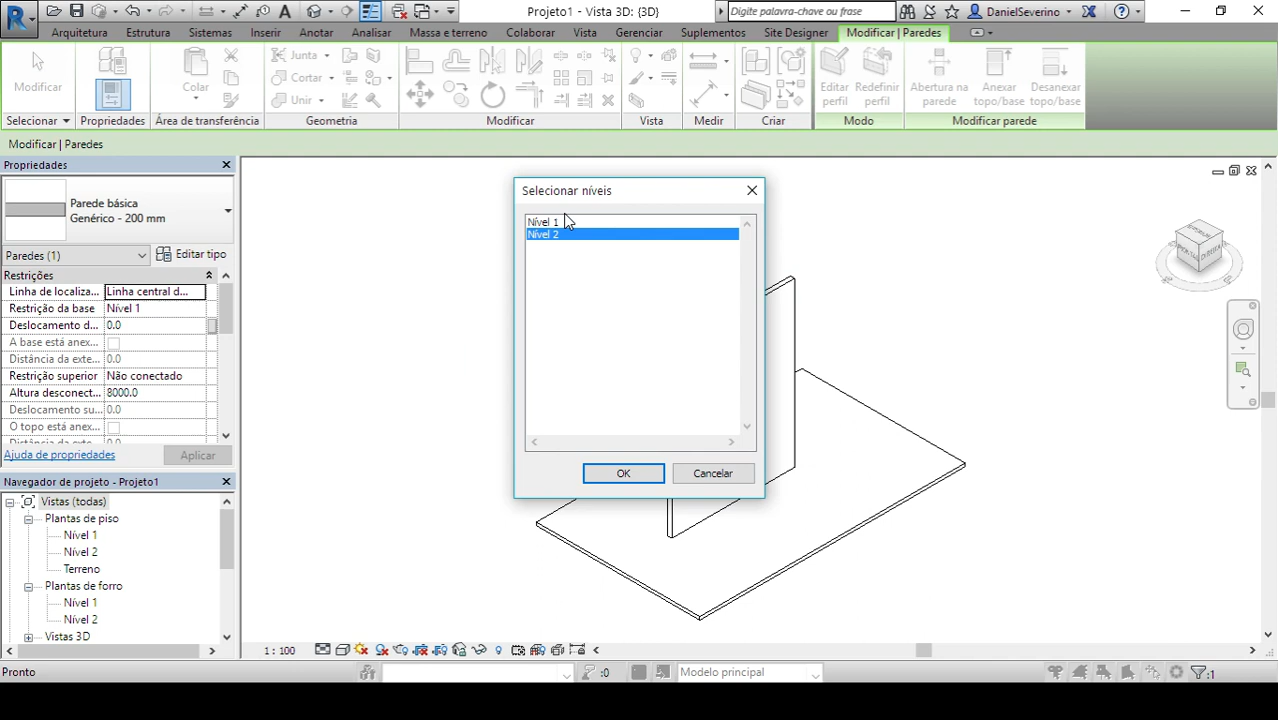 Projeto1 - Vista 3D: {3D}
Digite palavra-chave ou frase
DanielSeverino
Arquitetura Estrutura Sistemas Inserir Anotar Analisar Massa e terreno Colaborar Vista Gerenciar Suplementos Site Designer Modificar | Paredes
Modificar
Colar
Junta
Cortar
Unir
Editar perfil
Redefinir perfil
Abertura na parede
Anexar topo/base
Desanexar topo/base
Selecionar Propriedades Área de transferência Geometria Modificar Vista Medir Criar Modo Modificar parede
Modificar | Paredes
Propriedades
Parede básica
Genérico - 200 mm
Paredes (1)
Editar tipo
Restrições
Linha de localiza... Linha central d...
Restrição da base Nível 1
Deslocamento d... 0.0
A base está anex...
Distância da exte... 0.0
Restrição superior Não conectado
Altura desconect... 8000.0
Deslocamento su... 0.0
O topo está anex...
Distância da exte... 0.0
Ajuda de propriedades
Aplicar
Navegador de projeto - Projeto1
Vistas (todas)
Plantas de piso
Nível 1
Nível 2
Terreno
Plantas de forro
Nível 1
Nível 2
Vistas 3D
Selecionar níveis
Nível 1
Nível 2
OK
Cancelar
1 : 100
Pronto
:0
Modelo principal
:1